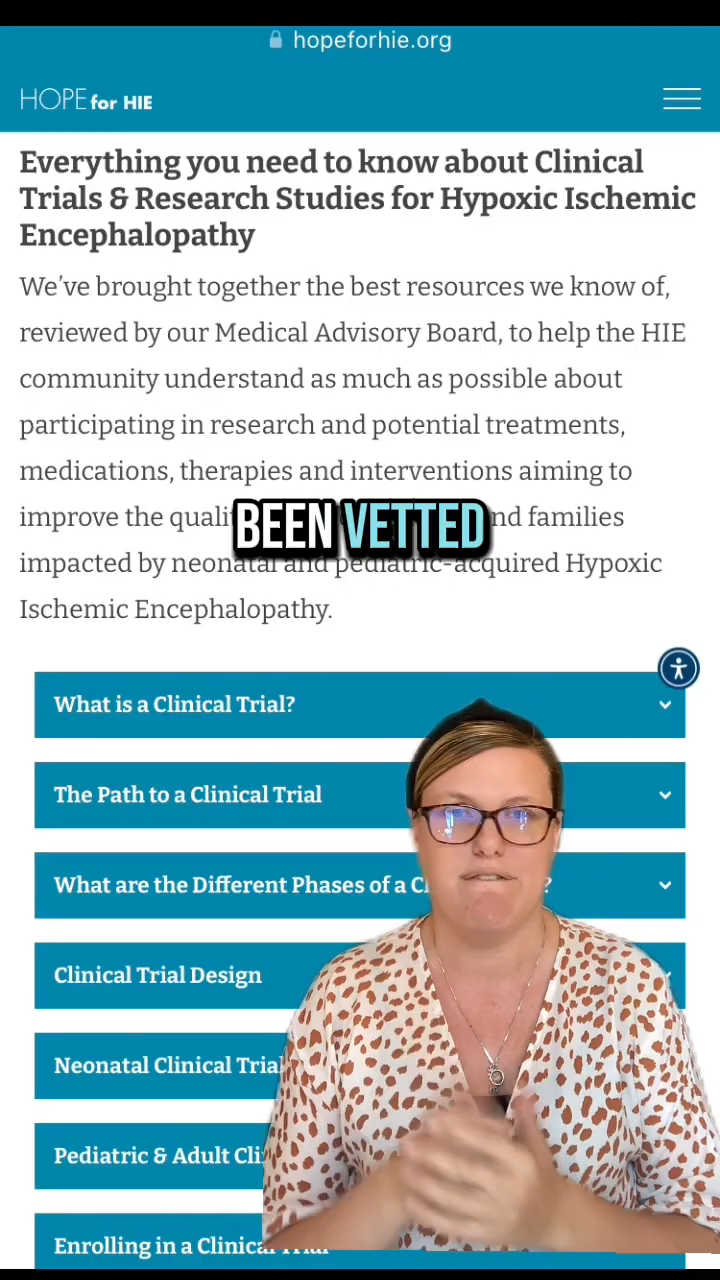 hopeforhie.org
HOPE for HIE
Everything you need to know about Clinical
Trials & Research Studies for Hypoxic Ischemic
Encephalopathy
We’ve brought together the best resources we know of,
reviewed by our Medical Advisory Board, to help the HIE
community understand as much as possible about
participating in research and potential treatments,
medications, therapies and interventions aiming to
improve the BEEN VETTED families
impacted by neonatal and pediatric-acquired Hypoxic
Ischemic Encephalopathy.
What is a Clinical Trial?
The Path to a Clinical Trial
What are the Different Phases of a
Clinical Trial Design
Neonatal Clinical
Pediatric & Adult
Enrolling in a Clinical Trial